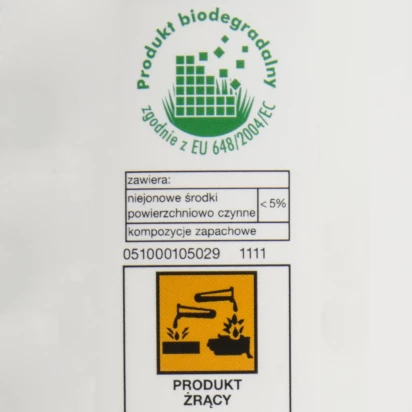 Produkt biodegradalny
zgodnie z EU 648/2004/EC
zawiera:
niejonowe środki
powierzchniowo czynne
< 5%
kompozycje zapachowe
051000105029 1111
PRODUKT
ŻRĄCY